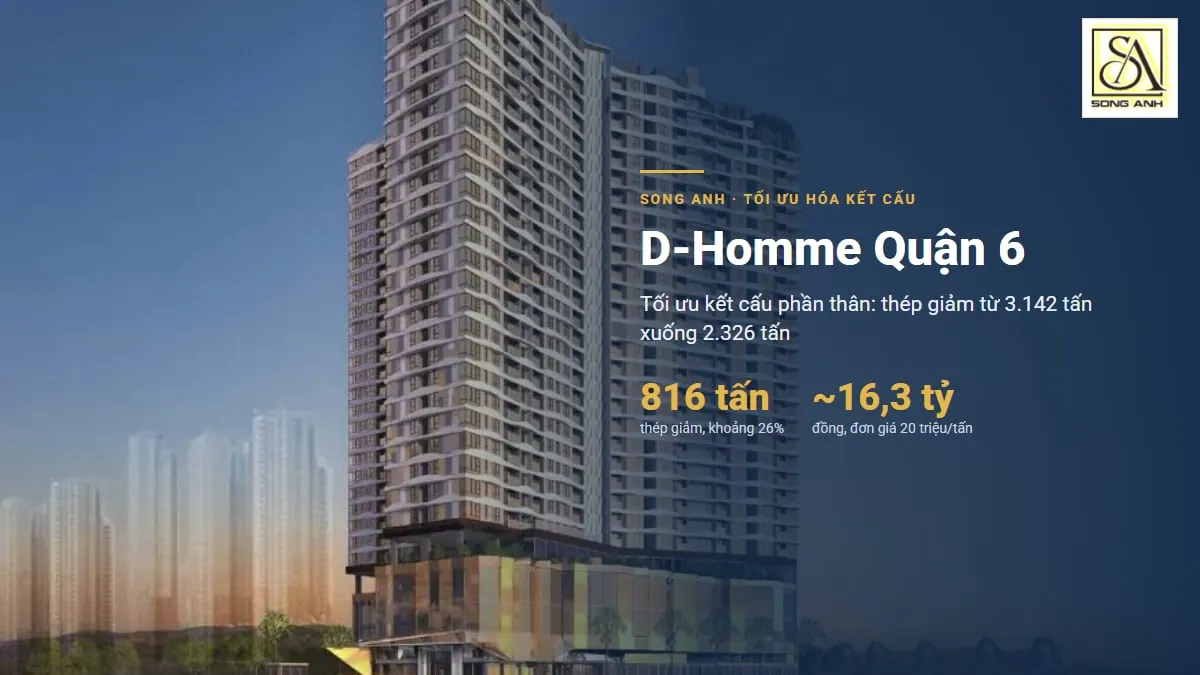 SA
SONG ANH
SONG ANH · TỐI ƯU HÓA KẾT CẤU
D-Homme Quận 6
Tối ưu kết cấu phần thân: thép giảm từ 3.142 tấn
xuống 2.326 tấn
816 tấn ~16,3 tỷ
thép giảm, khoảng 26% đồng, đơn giá 20 triệu/tấn